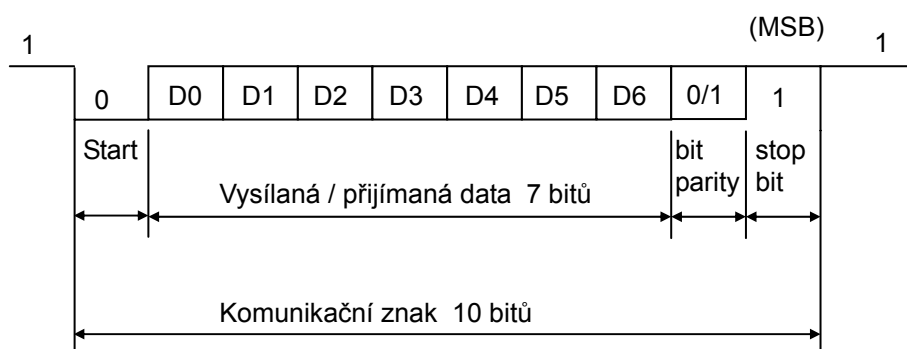 (MSB)
1 1
0 D0 D1 D2 D3 D4 D5 D6 0/1 1
Start bit stop
parity bit
Vysílaná / přijímaná data 7 bitů
Komunikační znak 10 bitů